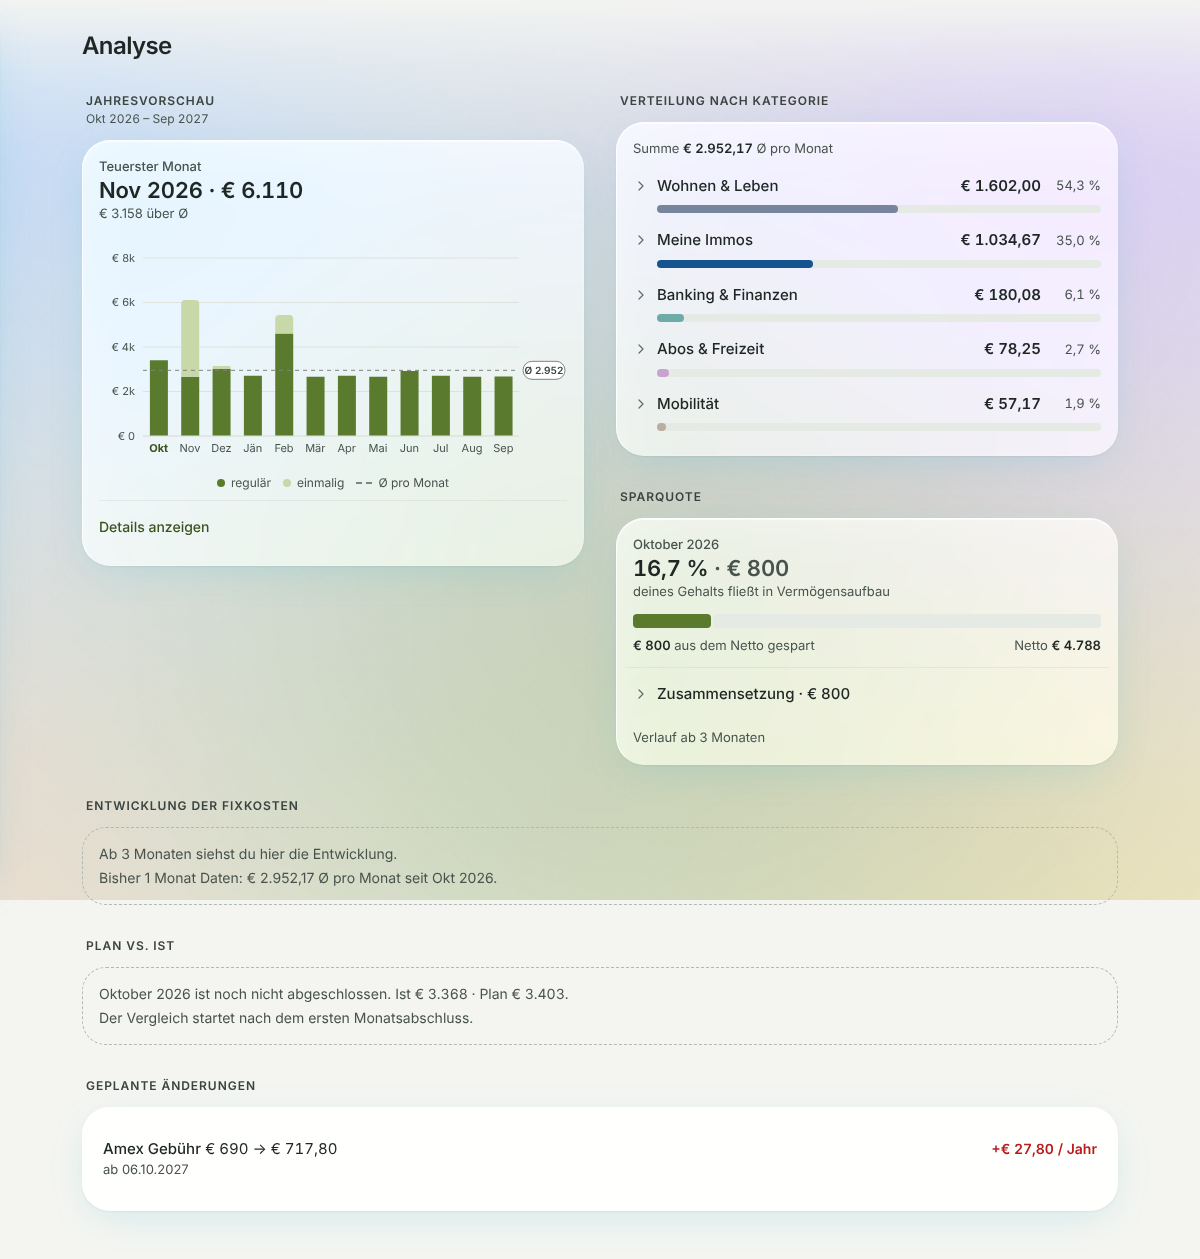 Analyse
JAHRESVORSCHAU
Okt 2026 – Sep 2027
Teuerster Monat
Nov 2026 · € 6.110
€ 3.158 über Ø
€ 8k
€ 6k
€ 4k
Ø 2.952
€ 2k
€ 0
Okt Nov Dez Jän Feb Mär Apr Mai Jun Jul Aug Sep
regulär einmalig Ø pro Monat
Details anzeigen
VERTEILUNG NACH KATEGORIE
Summe € 2.952,17 Ø pro Monat
Wohnen & Leben € 1.602,00 54,3 %
Meine Immos € 1.034,67 35,0 %
Banking & Finanzen € 180,08 6,1 %
Abos & Freizeit € 78,25 2,7 %
Mobilität € 57,17 1,9 %
SPARQUOTE
Oktober 2026
16,7 % · € 800
deines Gehalts fließt in Vermögensaufbau
€ 800 aus dem Netto gespart Netto € 4.788
Zusammensetzung · € 800
Verlauf ab 3 Monaten
ENTWICKLUNG DER FIXKOSTEN
Ab 3 Monaten siehst du hier die Entwicklung.
Bisher 1 Monat Daten: € 2.952,17 Ø pro Monat seit Okt 2026.
PLAN VS. IST
Oktober 2026 ist noch nicht abgeschlossen. Ist € 3.368 · Plan € 3.403.
Der Vergleich startet nach dem ersten Monatsabschluss.
GEPLANTE ÄNDERUNGEN
Amex Gebühr € 690 → € 717,80 +€ 27,80 / Jahr
ab 06.10.2027